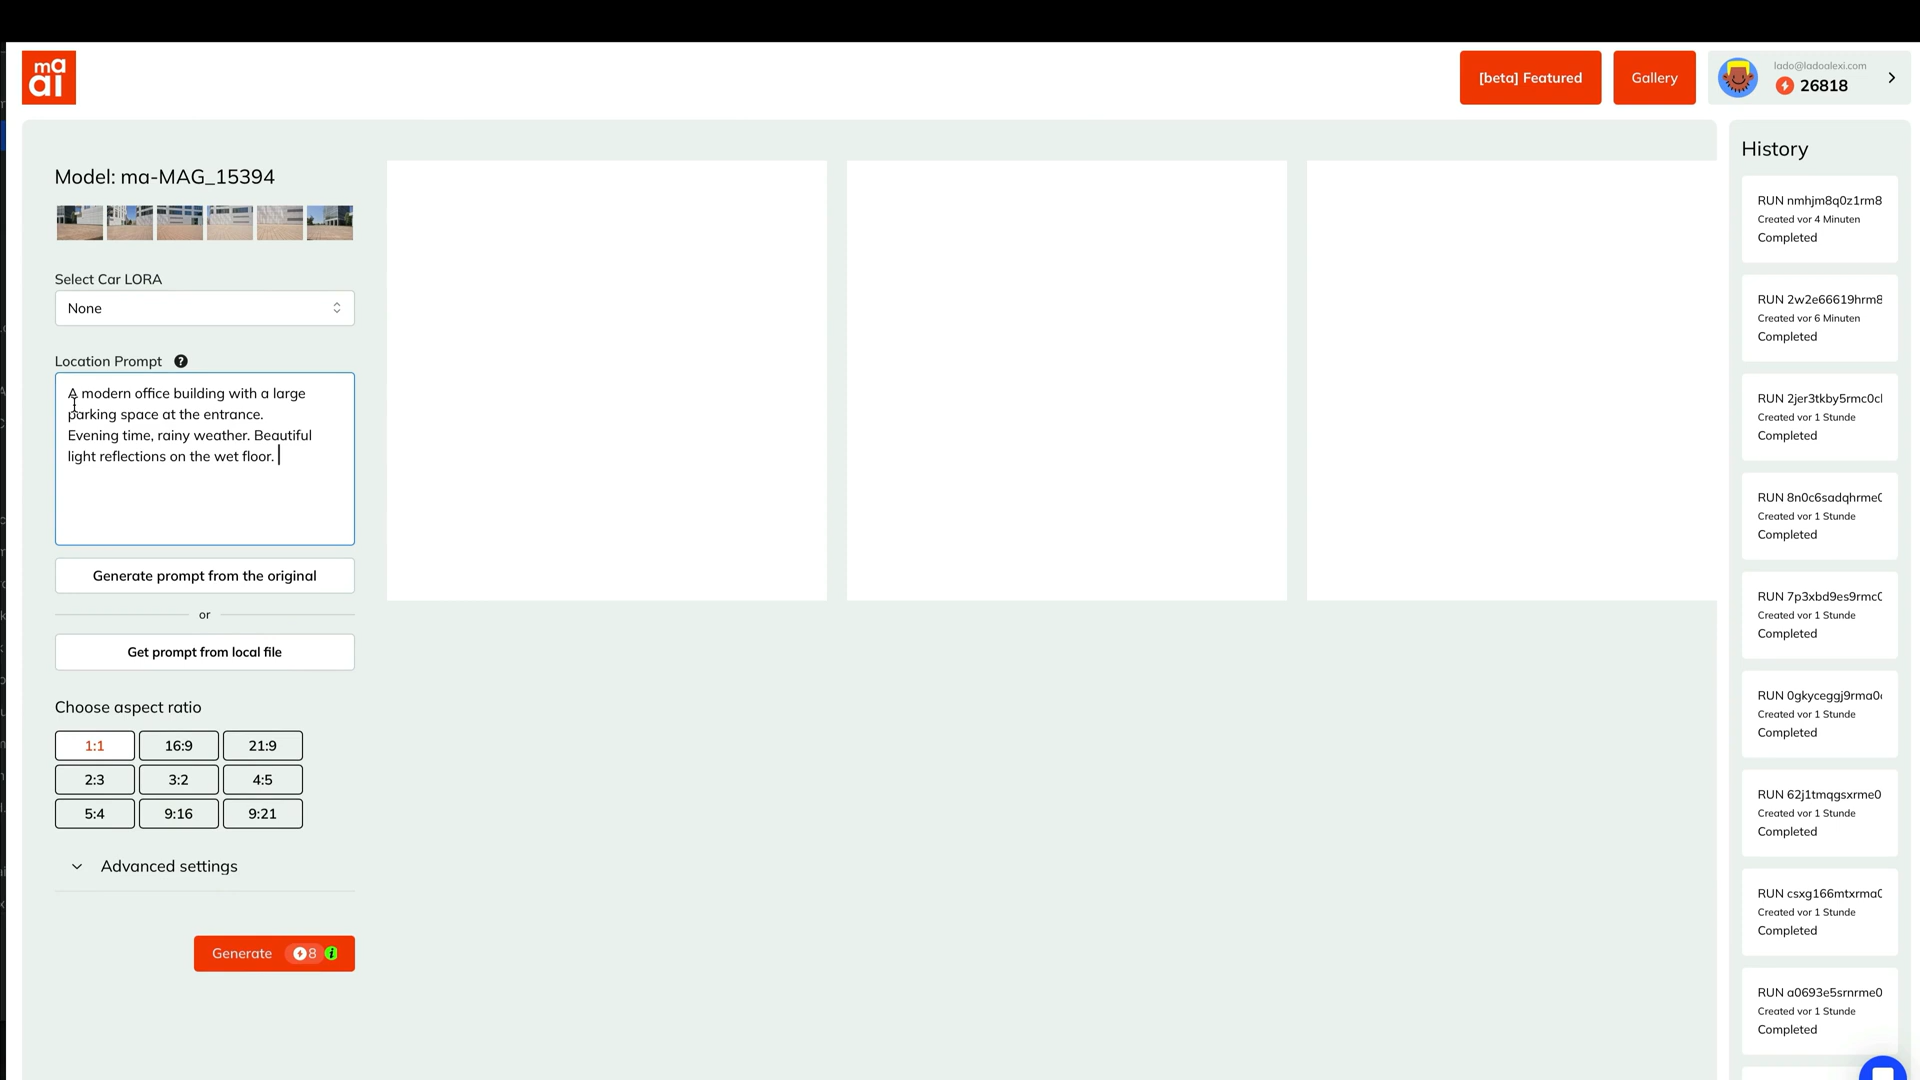 ma
ai
[beta] Featured
Gallery
lado@ladoalexi.com
26818
Model: ma-MAG_15394
Select Car LORA
None
Location Prompt ?
A modern office building with a large
parking space at the entrance.
Evening time, rainy weather. Beautiful
light reflections on the wet floor.
Generate prompt from the original
or
Get prompt from local file
Choose aspect ratio
1:1 16:9 21:9
2:3 3:2 4:5
5:4 9:16 9:21
Advanced settings
Generate 8 i
History
RUN nmhjm8q0z1rm8
Created vor 4 Minuten
Completed
RUN 2w2e66619hrm8
Created vor 6 Minuten
Completed
RUN 2jer3tkby5rmc0cl
Created vor 1 Stunde
Completed
RUN 8n0c6sadqhrme0
Created vor 1 Stunde
Completed
RUN 7p3xbd9es9rmc0
Created vor 1 Stunde
Completed
RUN 0gkyceggj9rma0
Created vor 1 Stunde
Completed
RUN 62j1tmqgsxrme0
Created vor 1 Stunde
Completed
RUN csxg166mtxrma0
Created vor 1 Stunde
Completed
RUN a0693e5srnrme0
Created vor 1 Stunde
Completed